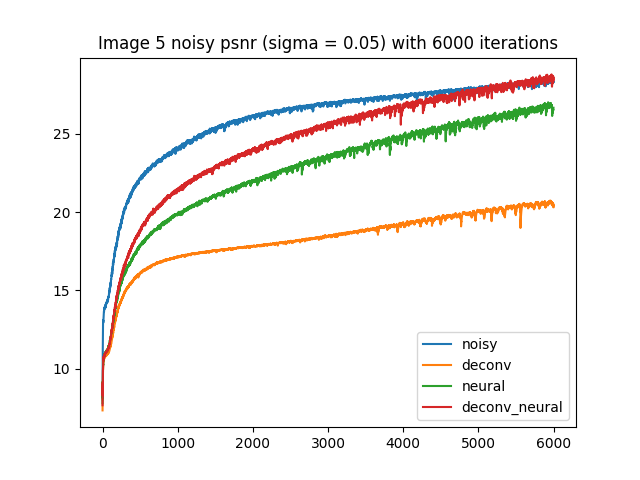 Image 5 noisy psnr (sigma = 0.05) with 6000 iterations
25
20
15
10
noisy
deconv
neural
deconv_neural
0 1000 2000 3000 4000 5000 6000